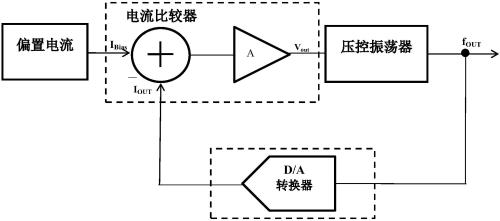 电流比较器
偏置电流
I_Bias
A
V_out
压控振荡器
f_OUT
I_OUT
D/A
转换器